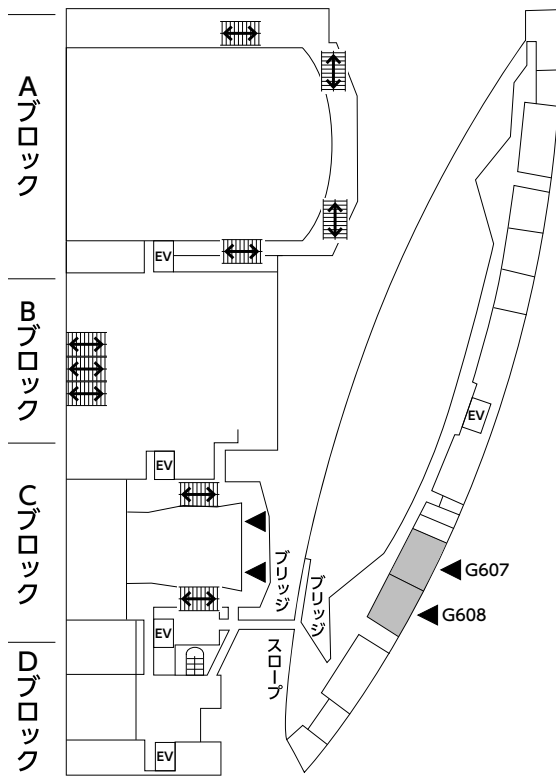 Aブロック
EV
Bブロック
EV
EV
Cブロック
ブリッジ
ブリッジ
G607
G608
EV
スロープ
Dブロック
EV